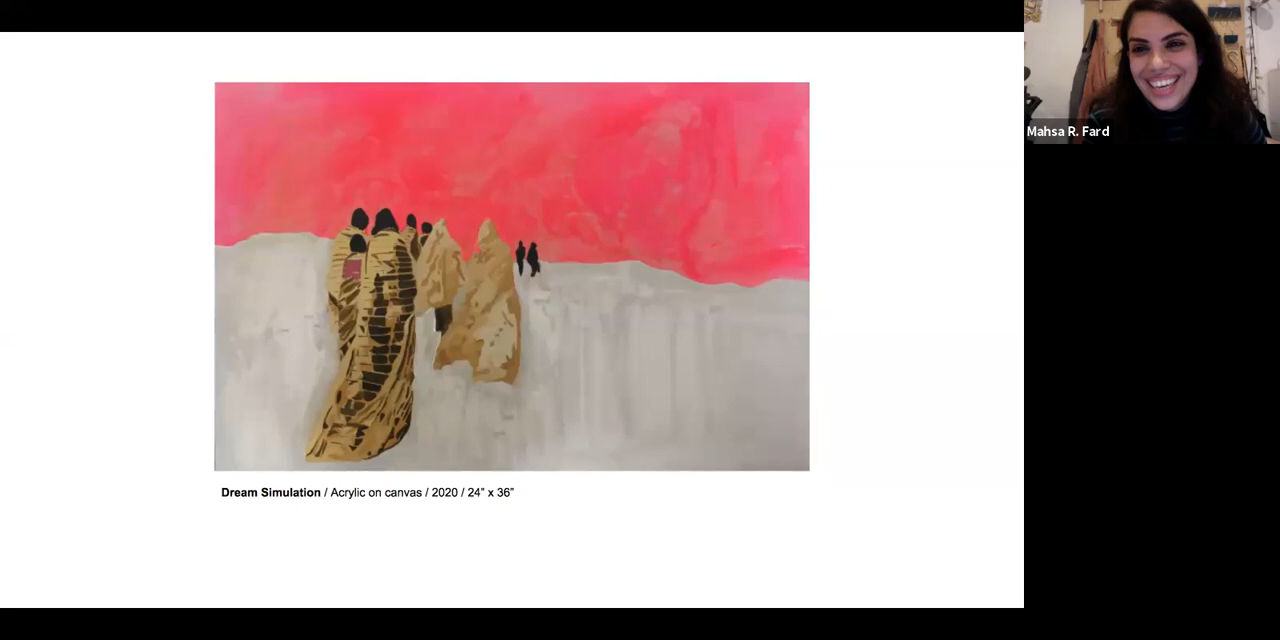 Mahsa R. Fard
Dream Simulation / Acrylic on canvas / 2020 / 24” x 36”